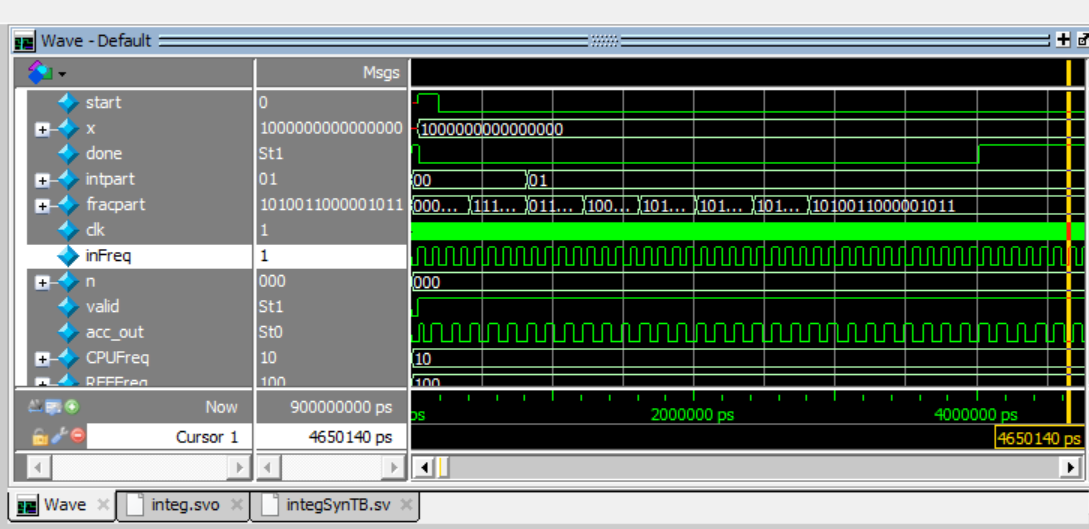 Wave - Default
Msgs
start 0
x 1000000000000000 1000000000000000
done St1
intpart 01 00 01
fracpart 1010011000001011 000... 111... 011... 100... 101... 101... 101... 1010011000001011
clk 1
inFreq 1
n 000 000
valid St1
acc_out St0
CPUFreq 10 10
REFFreq 100 100
Now 900000000 ps ps 2000000 ps 4000000 ps
Cursor 1 4650140 ps 4650140 ps
Wave integ.svo integSynTB.sv